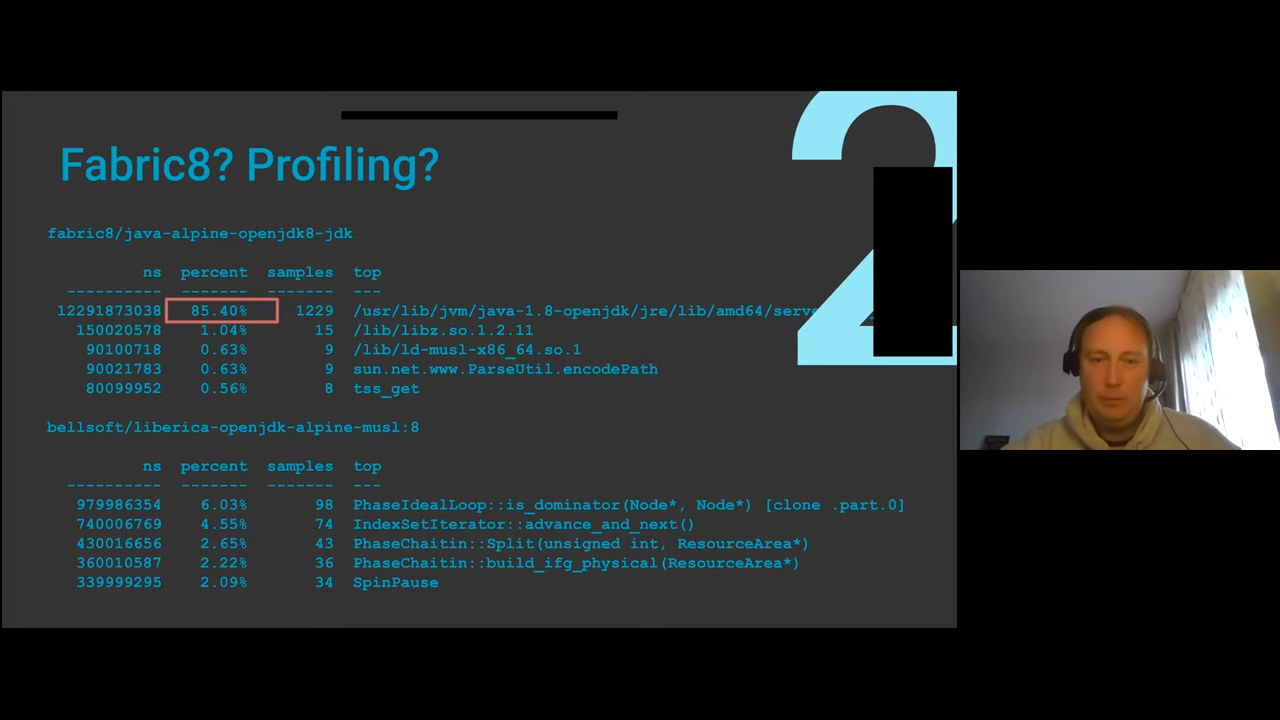 Fabric8? Profiling?
2
fabric8/java-alpine-openjdk8-jdk
ns percent samples top
---------- ------- ------- ---
12291873038 85.40% 1229 /usr/lib/jvm/java-1.8-openjdk/jre/lib/amd64/serve
150020578 1.04% 15 /lib/libz.so.1.2.11
90100718 0.63% 9 /lib/ld-musl-x86_64.so.1
90021783 0.63% 9 sun.net.www.ParseUtil.encodePath
80099952 0.56% 8 tss_get
bellsoft/liberica-openjdk-alpine-musl:8
ns percent samples top
---------- ------- ------- ---
979986354 6.03% 98 PhaseIdealLoop::is_dominator(Node*, Node*) [clone .part.0]
740006769 4.55% 74 IndexSetIterator::advance_and_next()
430016656 2.65% 43 PhaseChaitin::Split(unsigned int, ResourceArea*)
360010587 2.22% 36 PhaseChaitin::build_ifg_physical(ResourceArea*)
339999295 2.09% 34 SpinPause